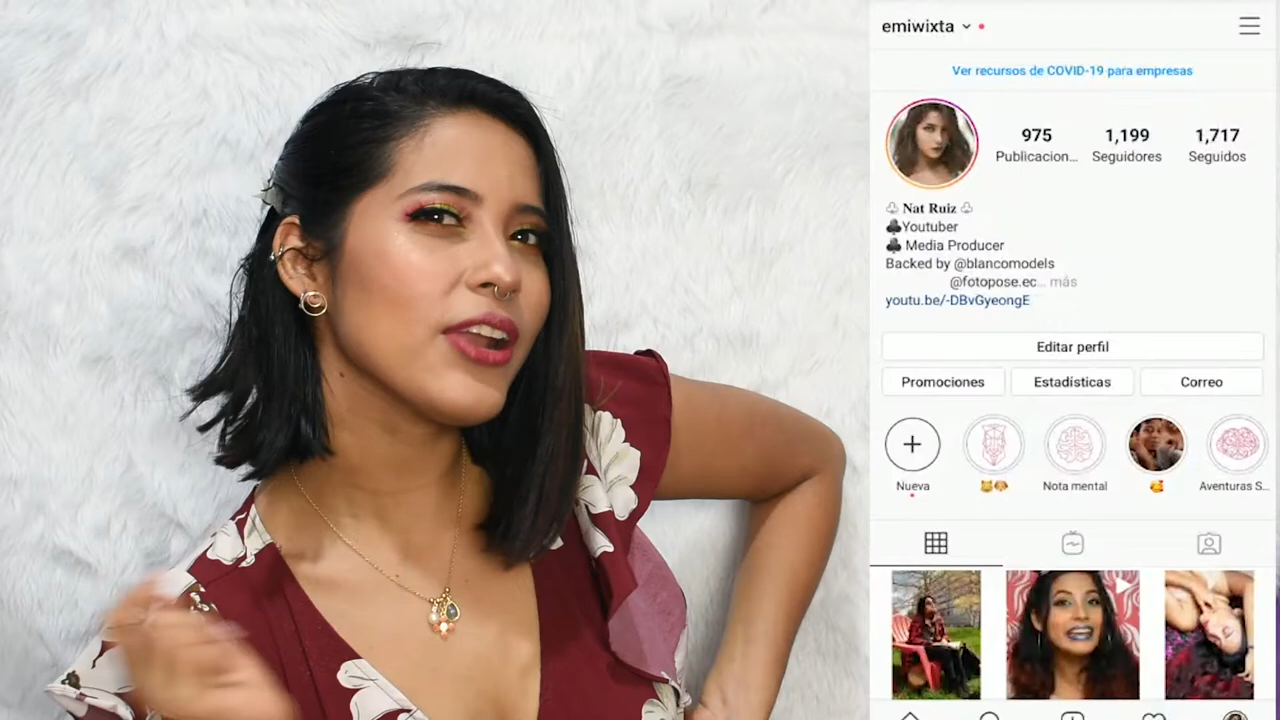 emiwixta
Ver recursos de COVID-19 para empresas
975 1,199 1,717
Publicacion... Seguidores Seguidos
♧ Nat Ruiz ♧
♣Youtuber
♣ Media Producer
Backed by @blancomodels
@fotopose.ec... más
youtu.be/-DBvGyeongE
Editar perfil
Promociones Estadísticas Correo
Nueva 🐱🐶 Nota mental 🥰 Aventuras S...